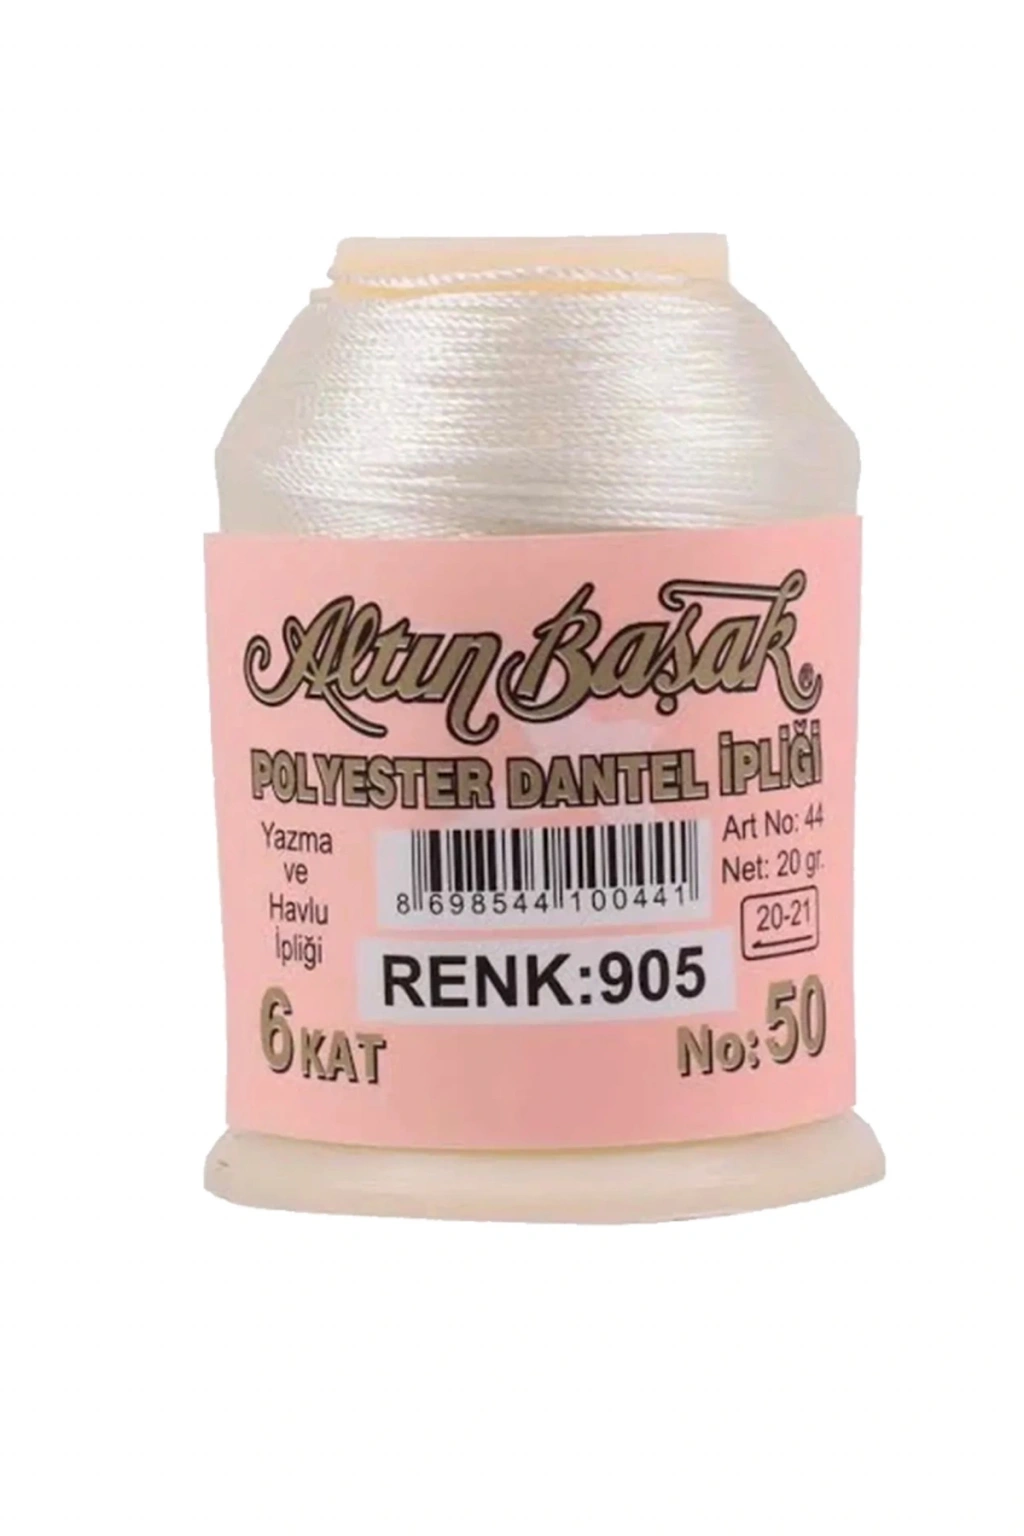 Altın Başak®
POLYESTER DANTEL İPLİĞİ
Yazma
ve
Havlu
İpliği
8 698544 100441
Art No: 44
Net: 20 gr.
20-21
RENK:905
6 KAT
No: 50